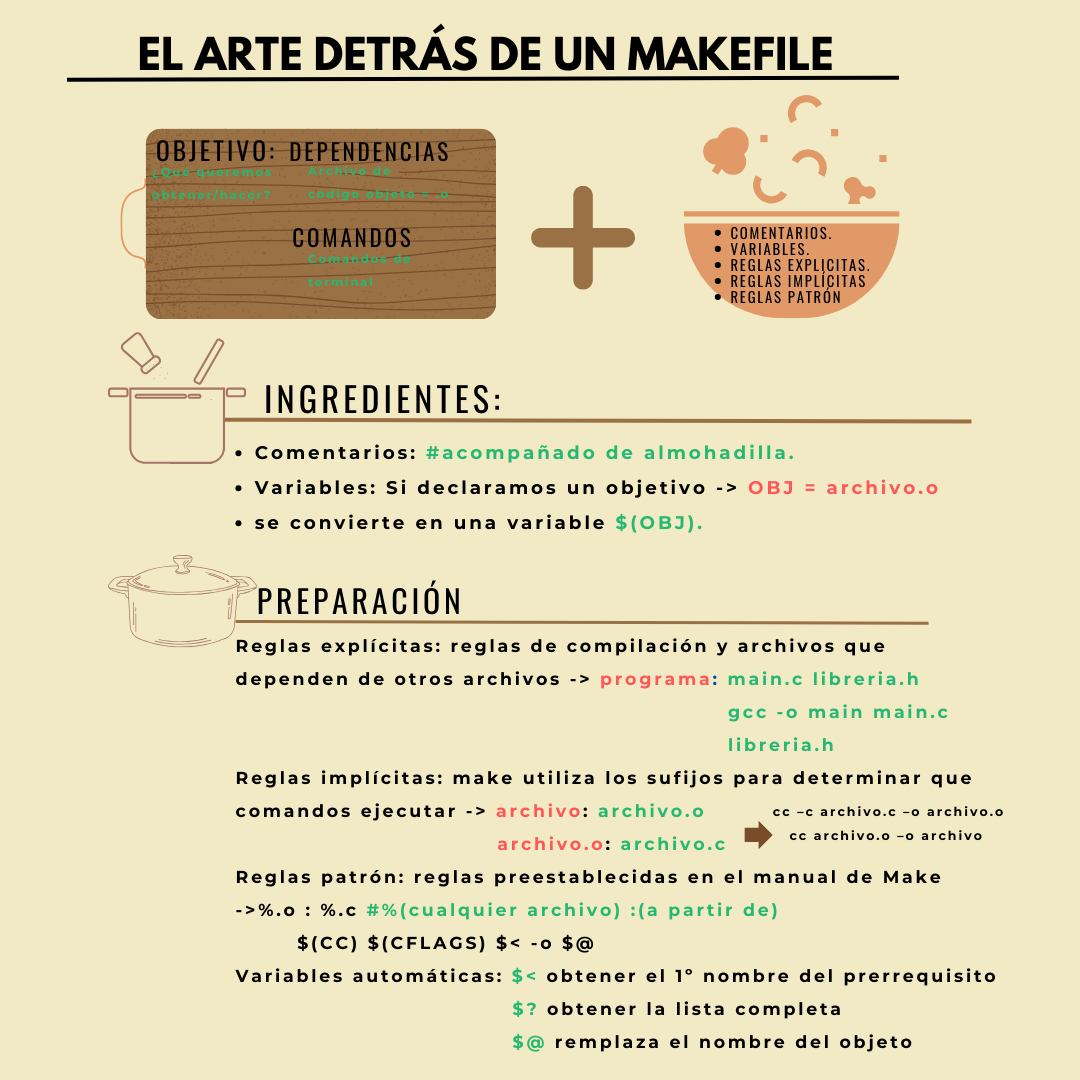 EL ARTE DETRÁS DE UN MAKEFILE
OBJETIVO: DEPENDENCIAS
¿Qué queremos
obtener/hacer?
Archivo de
código objeto = .o
COMANDOS
Comandos de
terminal
COMENTARIOS.
VARIABLES.
REGLAS EXPLICITAS.
REGLAS IMPLÍCITAS
REGLAS PATRÓN
INGREDIENTES:
Comentarios: #acompañado de almohadilla.
Variables: Si declaramos un objetivo -> OBJ = archivo.o
se convierte en una variable $(OBJ).
PREPARACIÓN
Reglas explícitas: reglas de compilación y archivos que
dependen de otros archivos -> programa: main.c libreria.h
gcc -o main main.c
libreria.h
Reglas implícitas: make utiliza los sufijos para determinar que
comandos ejecutar -> archivo: archivo.o
archivo.o: archivo.c
cc –c archivo.c –o archivo.o
cc archivo.o –o archivo
Reglas patrón: reglas preestablecidas en el manual de Make
->%.o : %.c #%(cualquier archivo) :(a partir de)
$(CC) $(CFLAGS) $< -o $@
Variables automáticas: $< obtener el 1º nombre del prerrequisito
$? obtener la lista completa
$@ remplaza el nombre del objeto